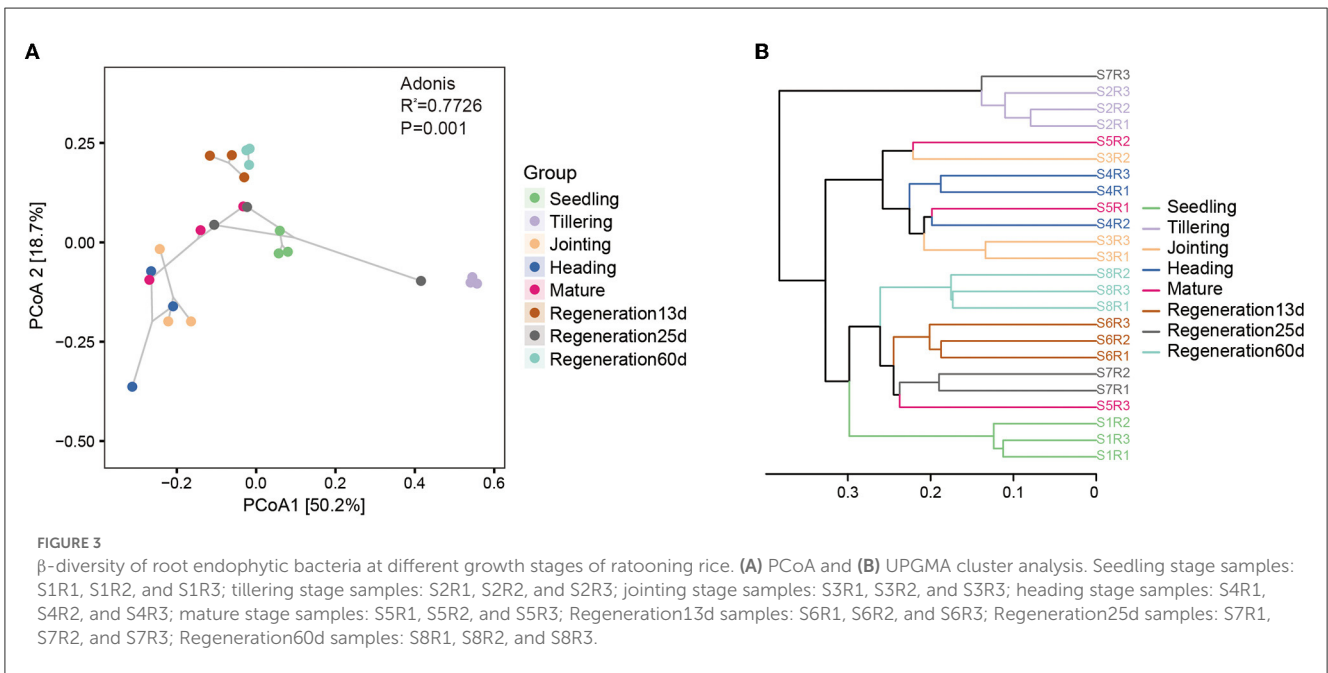 A
Adonis
R²=0.7726
P=0.001
0.25
0.00
−0.25
−0.50
PCoA 2 [18.7%]
−0.2
0.0
0.2
0.4
0.6
PCoA1 [50.2%]
Group
Seedling
Tillering
Jointing
Heading
Mature
Regeneration13d
Regeneration25d
Regeneration60d
B
S7R3
S2R3
S2R2
S2R1
S5R2
S3R2
S4R3
S4R1
S5R1
S4R2
S3R3
S3R1
S8R2
S8R3
S8R1
S6R3
S6R2
S6R1
S7R2
S7R1
S5R3
S1R2
S1R3
S1R1
0.3
0.2
0.1
0
Seedling
Tillering
Jointing
Heading
Mature
Regeneration13d
Regeneration25d
Regeneration60d
FIGURE 3
β-diversity of root endophytic bacteria at different growth stages of ratooning rice. (A) PCoA and (B) UPGMA cluster analysis. Seedling stage samples:
S1R1, S1R2, and S1R3; tillering stage samples: S2R1, S2R2, and S2R3; jointing stage samples: S3R1, S3R2, and S3R3; heading stage samples: S4R1,
S4R2, and S4R3; mature stage samples: S5R1, S5R2, and S5R3; Regeneration13d samples: S6R1, S6R2, and S6R3; Regeneration25d samples: S7R1,
S7R2, and S7R3; Regeneration60d samples: S8R1, S8R2, and S8R3.